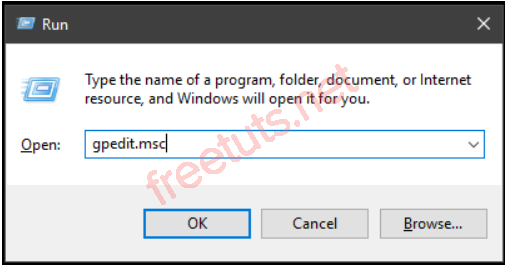 Run
Type the name of a program, folder, document, or Internet
resource, and Windows will open it for you.
Open:
gpedit.msc
freetuts.net
OK
Cancel
Browse...